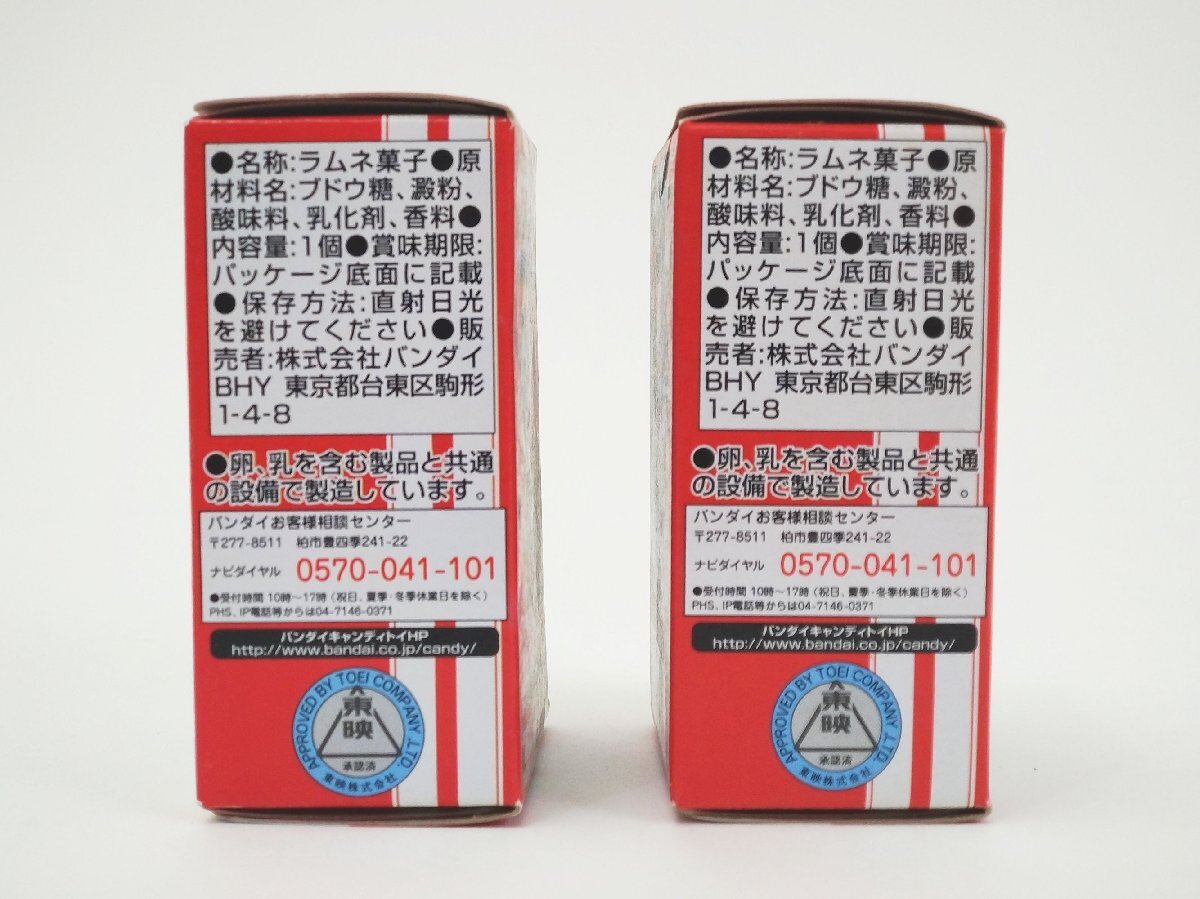 ●名称:ラムネ菓子●原
材料名:ブドウ糖、澱粉、
酸味料、乳化剤、香料●
内容量:1個●賞味期限:
パッケージ底面に記載
●保存方法:直射日光
を避けてください●販
売者:株式会社バンダイ
BHY 東京都台東区駒形
1-4-8
●卵、乳を含む製品と共通
の設備で製造しています。
バンダイお客様相談センター
〒277-8511 柏市豊四季241-22
ナビダイヤル 0570-041-101
●受付時間 10時〜17時(祝日、夏季・冬季休業日を除く)
PHS、IP電話等からは04-7146-0371
バンダイキャンディトイHP
http://www.bandai.co.jp/candy/
APPROVED BY TOEI COMPANY,LTD.
東映
承認済
東映株式会社
●名称:ラムネ菓子●原
材料名:ブドウ糖、澱粉、
酸味料、乳化剤、香料●
内容量:1個●賞味期限:
パッケージ底面に記載
●保存方法:直射日光
を避けてください●販
売者:株式会社バンダイ
BHY 東京都台東区駒形
1-4-8
●卵、乳を含む製品と共通
の設備で製造しています。
バンダイお客様相談センター
〒277-8511 柏市豊四季241-22
ナビダイヤル 0570-041-101
●受付時間 10時〜17時(祝日、夏季・冬季休業日を除く)
PHS、IP電話等からは04-7146-0371
バンダイキャンディトイHP
http://www.bandai.co.jp/candy/
APPROVED BY TOEI COMPANY,LTD.
東映
承認済
東映株式会社